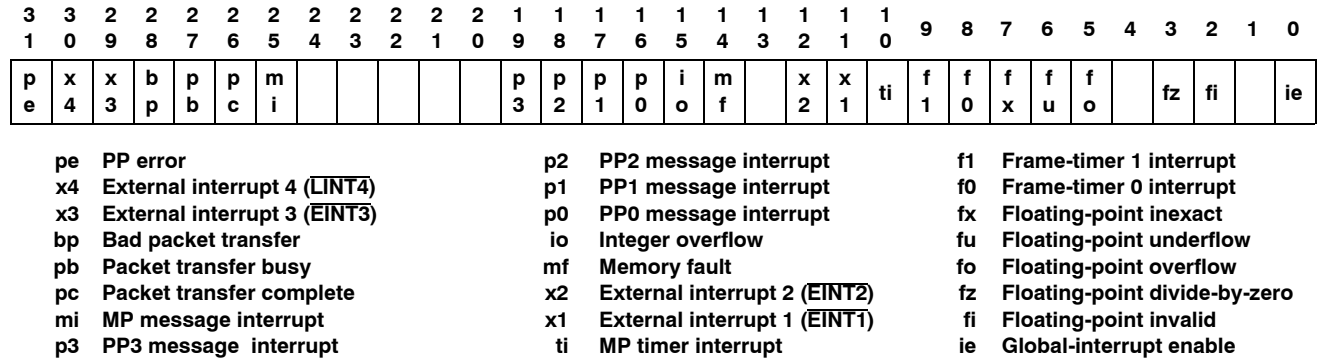 3 3 2 2 2 2 2 2 2 2 2 2 1 1 1 1 1 1 1 1 1 1
1 0 9 8 7 6 5 4 3 2 1 0 9 8 7 6 5 4 3 2 1 0 9 8 7 6 5 4 3 2 1 0
p x x b p p m p p p p i m x x ti f f f f f fz fi ie
e 4 3 p b c i 3 2 1 0 o f 2 1 1 0 x u o
pe PP error p2 PP2 message interrupt f1 Frame-timer 1 interrupt
x4 External interrupt 4 (LINT4) p1 PP1 message interrupt f0 Frame-timer 0 interrupt
x3 External interrupt 3 (EINT3) p0 PP0 message interrupt fx Floating-point inexact
bp Bad packet transfer io Integer overflow fu Floating-point underflow
pb Packet transfer busy mf Memory fault fo Floating-point overflow
pc Packet transfer complete x2 External interrupt 2 (EINT2) fz Floating-point divide-by-zero
mi MP message interrupt x1 External interrupt 1 (EINT1) fi Floating-point invalid
p3 PP3 message interrupt ti MP timer interrupt ie Global-interrupt enable